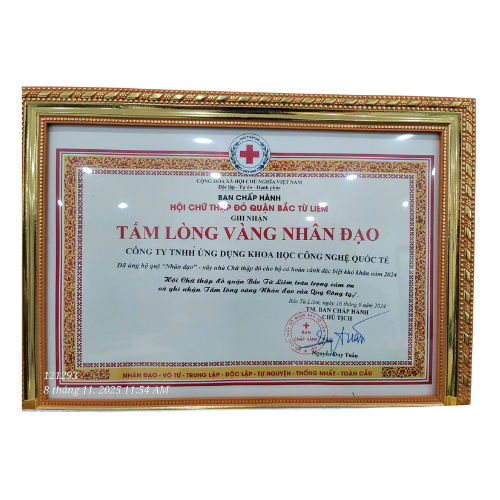 CỘNG HÒA XÃ HỘI CHỦ NGHĨA VIỆT NAM
Độc lập - Tự do - Hạnh phúc
BAN CHẤP HÀNH
HỘI CHỮ THẬP ĐỎ QUẬN BẮC TỪ LIÊM
GHI NHẬN
TẤM LÒNG VÀNG NHÂN ĐẠO
CÔNG TY TNHH ỨNG DỤNG KHOA HỌC CÔNG NGHỆ QUỐC TẾ
Đã ủng hộ quỹ "Nhân đạo" - xây nhà Chữ thập đỏ cho hộ có hoàn cảnh đặc biệt khó khăn năm 2024
Hội Chữ thập đỏ quận Bắc Từ Liêm trân trọng cảm ơn
và ghi nhận Tấm lòng vàng Nhân đạo của Quý Công ty./.
Bắc Từ Liêm, ngày 16 tháng 9 năm 2024
TM. BAN CHẤP HÀNH
CHỦ TỊCH
BAN
CHẤP HÀNH
Nguyễn Duy Tuân
NHÂN ĐẠO - VÔ TƯ - TRUNG LẬP - ĐỘC LẬP - TỰ NGUYỆN - THỐNG NHẤT - TOÀN CẦU
121293
8 tháng 11, 2025 11:54 AM